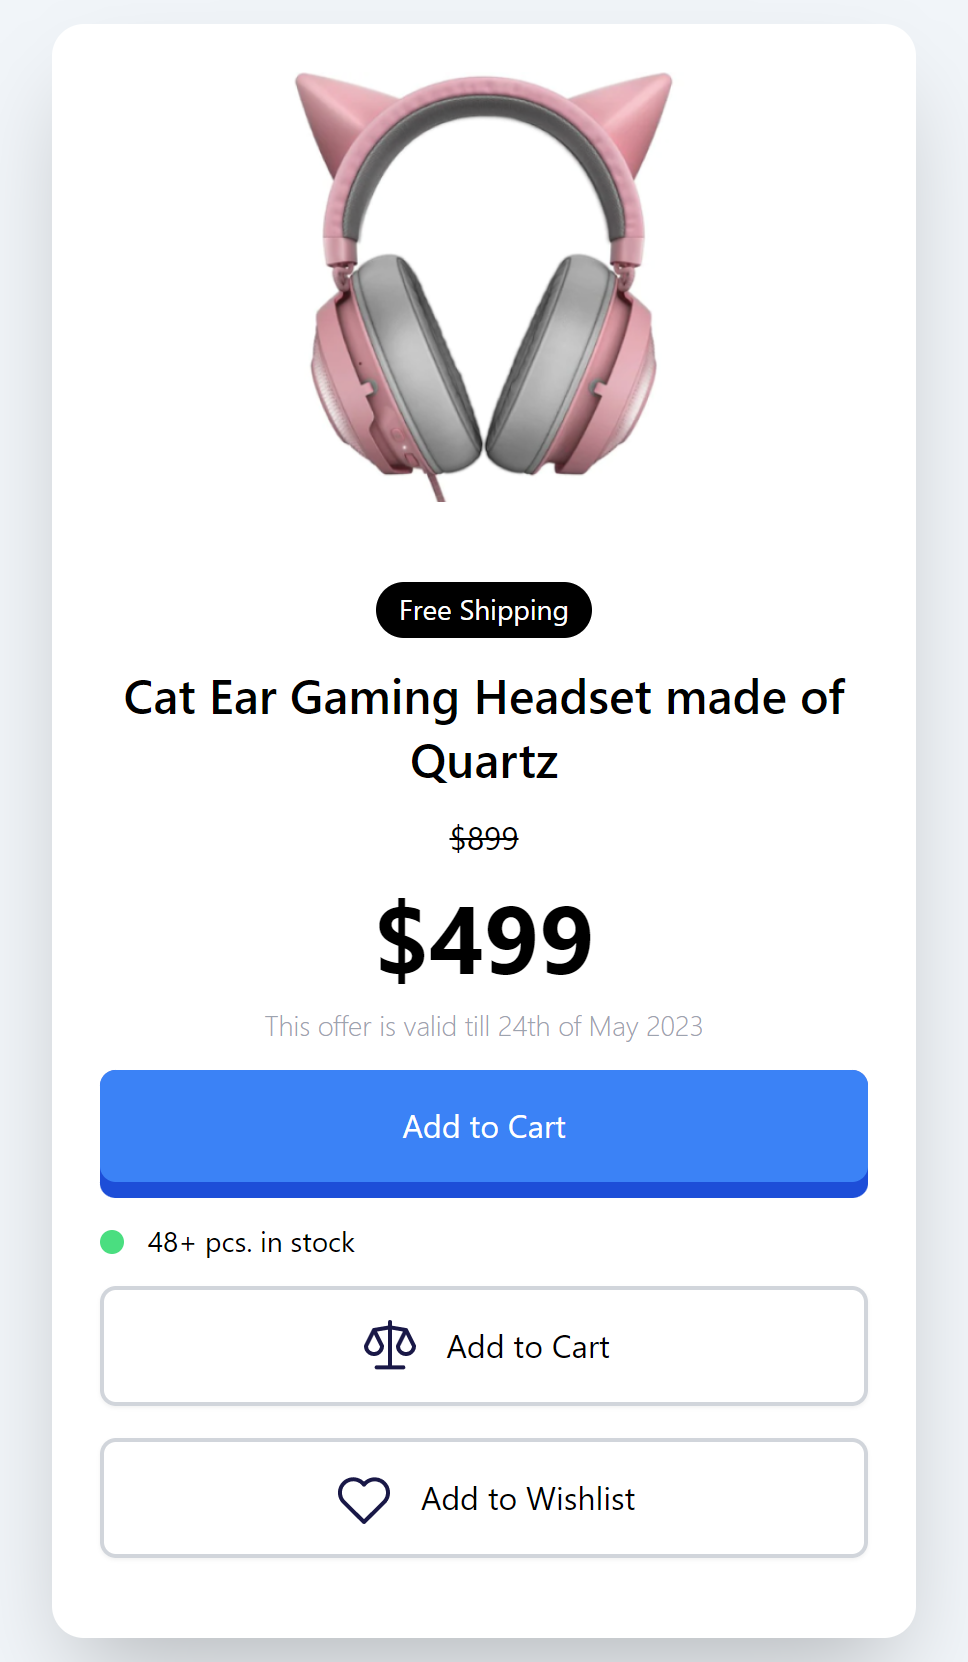 Free Shipping
Cat Ear Gaming Headset made of
Quartz
$899
$499
This offer is valid till 24th of May 2023
Add to Cart
48+ pcs. in stock
Add to Cart
Add to Wishlist